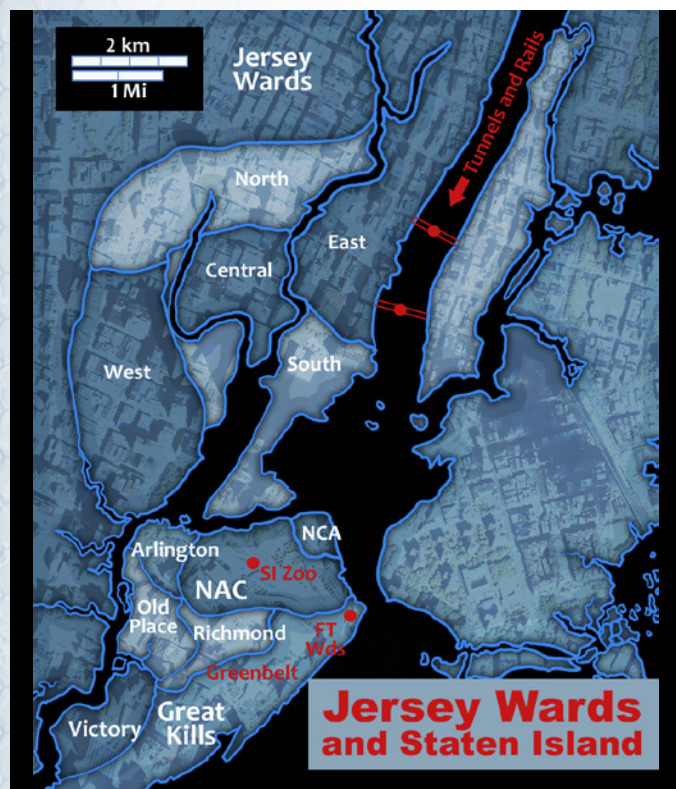 2 km
1 Mi
Jersey
Wards
Tunnels and Rails
North
East
Central
West
South
NCA
Arlington
SI Zoo
NAC
Old
Place
Richmond
FT
Wds
Greenbelt
Great
Kills
Victory
Jersey Wards
and Staten Island